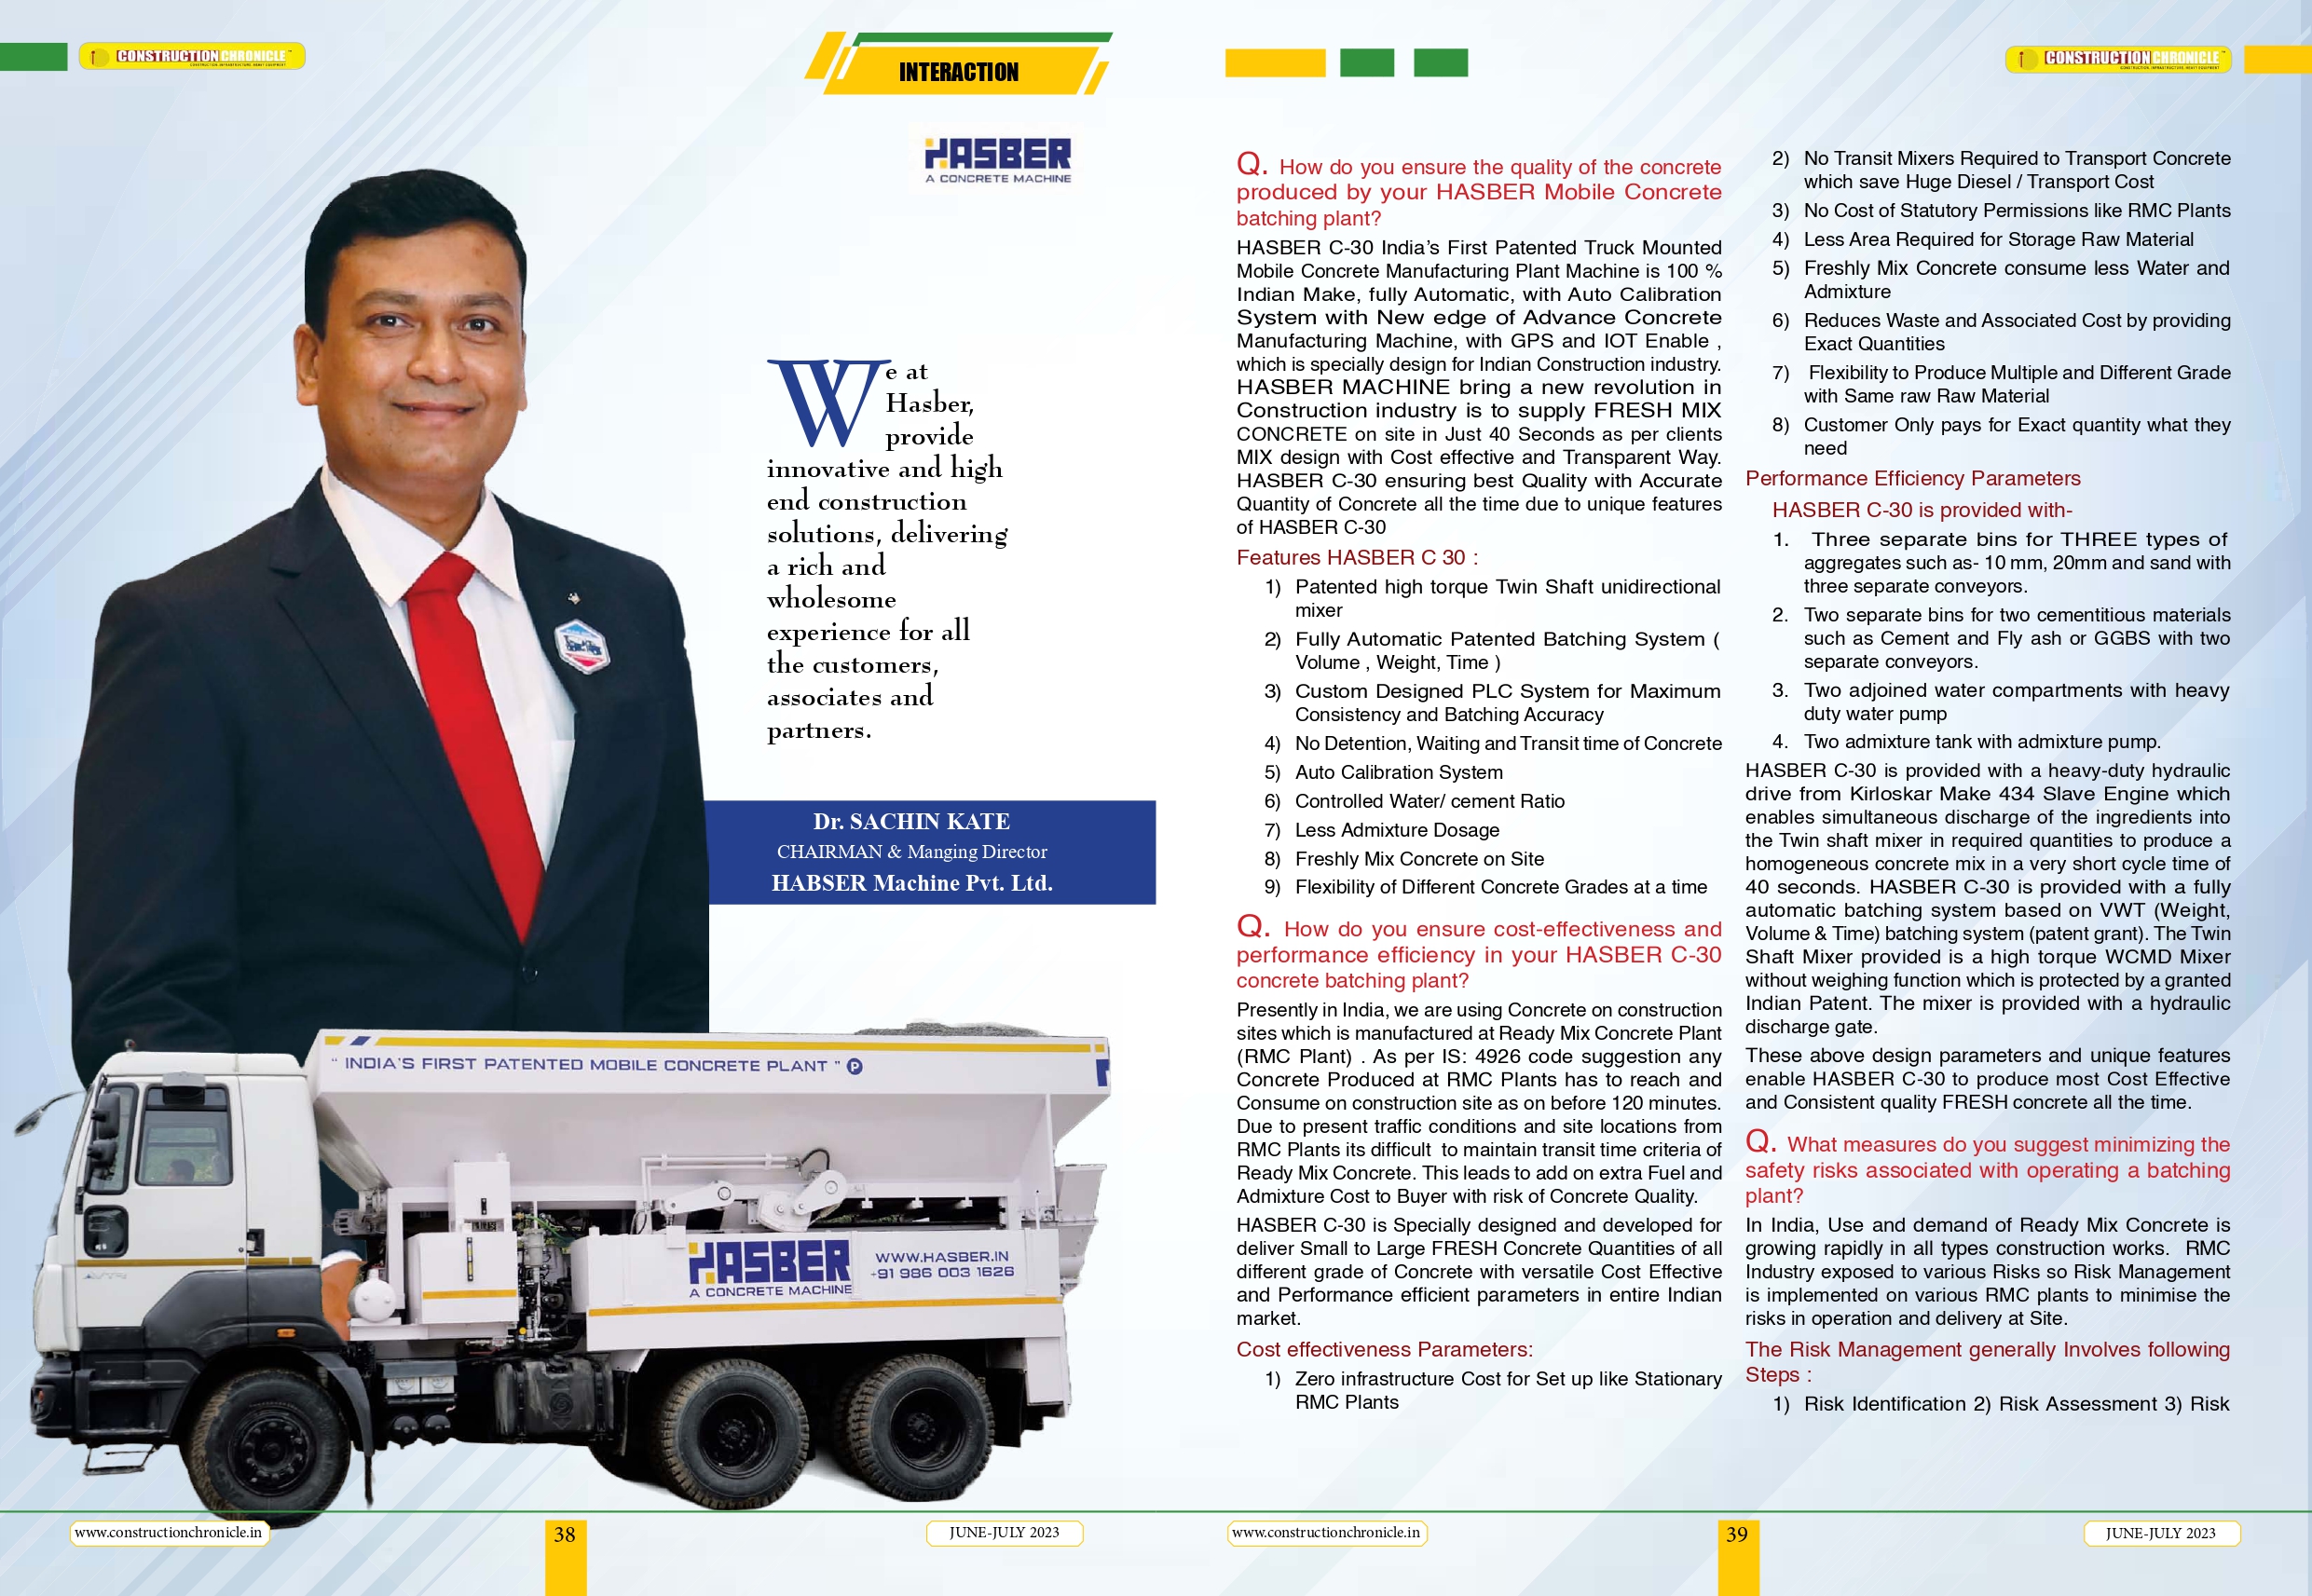 CONSTRUCTION CHRONICLE
INTERACTION
HASBER
A CONCRETE MACHINE
We at
Hasber,
provide
innovative and high
end construction
solutions, delivering
a rich and
wholesome
experience for all
the customers,
associates and
partners.
Dr. SACHIN KATE
CHAIRMAN & Manging Director
HABSER Machine Pvt. Ltd.
" INDIA'S FIRST PATENTED MOBILE CONCRETE PLANT " P
HASBER
A CONCRETE MACHINE
WWW.HASBER.IN
+91 986 003 1626
www.constructionchronicle.in
38
JUNE-JULY 2023
CONSTRUCTION CHRONICLE
Q. How do you ensure the quality of the concrete
produced by your HASBER Mobile Concrete
batching plant?
HASBER C-30 India's First Patented Truck Mounted
Mobile Concrete Manufacturing Plant Machine is 100 %
Indian Make, fully Automatic, with Auto Calibration
System with New edge of Advance Concrete
Manufacturing Machine, with GPS and IOT Enable ,
which is specially design for Indian Construction industry.
HASBER MACHINE bring a new revolution in
Construction industry is to supply FRESH MIX
CONCRETE on site in Just 40 Seconds as per clients
MIX design with Cost effective and Transparent Way.
HASBER C-30 ensuring best Quality with Accurate
Quantity of Concrete all the time due to unique features
of HASBER C-30
Features HASBER C 30 :
1) Patented high torque Twin Shaft unidirectional
mixer
2) Fully Automatic Patented Batching System (
Volume , Weight, Time )
3) Custom Designed PLC System for Maximum
Consistency and Batching Accuracy
4) No Detention, Waiting and Transit time of Concrete
5) Auto Calibration System
6) Controlled Water/ cement Ratio
7) Less Admixture Dosage
8) Freshly Mix Concrete on Site
9) Flexibility of Different Concrete Grades at a time
Q. How do you ensure cost-effectiveness and
performance efficiency in your HASBER C-30
concrete batching plant?
Presently in India, we are using Concrete on construction
sites which is manufactured at Ready Mix Concrete Plant
(RMC Plant) . As per IS: 4926 code suggestion any
Concrete Produced at RMC Plants has to reach and
Consume on construction site as on before 120 minutes.
Due to present traffic conditions and site locations from
RMC Plants its difficult to maintain transit time criteria of
Ready Mix Concrete. This leads to add on extra Fuel and
Admixture Cost to Buyer with risk of Concrete Quality.
HASBER C-30 is Specially designed and developed for
deliver Small to Large FRESH Concrete Quantities of all
different grade of Concrete with versatile Cost Effective
and Performance efficient parameters in entire Indian
market.
Cost effectiveness Parameters:
1) Zero infrastructure Cost for Set up like Stationary
RMC Plants
2) No Transit Mixers Required to Transport Concrete
which save Huge Diesel / Transport Cost
3) No Cost of Statutory Permissions like RMC Plants
4) Less Area Required for Storage Raw Material
5) Freshly Mix Concrete consume less Water and
Admixture
6) Reduces Waste and Associated Cost by providing
Exact Quantities
7) Flexibility to Produce Multiple and Different Grade
with Same raw Raw Material
8) Customer Only pays for Exact quantity what they
need
Performance Efficiency Parameters
HASBER C-30 is provided with-
1. Three separate bins for THREE types of
aggregates such as- 10 mm, 20mm and sand with
three separate conveyors.
2. Two separate bins for two cementitious materials
such as Cement and Fly ash or GGBS with two
separate conveyors.
3. Two adjoined water compartments with heavy
duty water pump
4. Two admixture tank with admixture pump.
HASBER C-30 is provided with a heavy-duty hydraulic
drive from Kirloskar Make 434 Slave Engine which
enables simultaneous discharge of the ingredients into
the Twin shaft mixer in required quantities to produce a
homogeneous concrete mix in a very short cycle time of
40 seconds. HASBER C-30 is provided with a fully
automatic batching system based on VWT (Weight,
Volume & Time) batching system (patent grant). The Twin
Shaft Mixer provided is a high torque WCMD Mixer
without weighing function which is protected by a granted
Indian Patent. The mixer is provided with a hydraulic
discharge gate.
These above design parameters and unique features
enable HASBER C-30 to produce most Cost Effective
and Consistent quality FRESH concrete all the time.
Q. What measures do you suggest minimizing the
safety risks associated with operating a batching
plant?
In India, Use and demand of Ready Mix Concrete is
growing rapidly in all types construction works. RMC
Industry exposed to various Risks so Risk Management
is implemented on various RMC plants to minimise the
risks in operation and delivery at Site.
The Risk Management generally Involves following
Steps :
1) Risk Identification 2) Risk Assessment 3) Risk
www.constructionchronicle.in
39
JUNE-JULY 2023